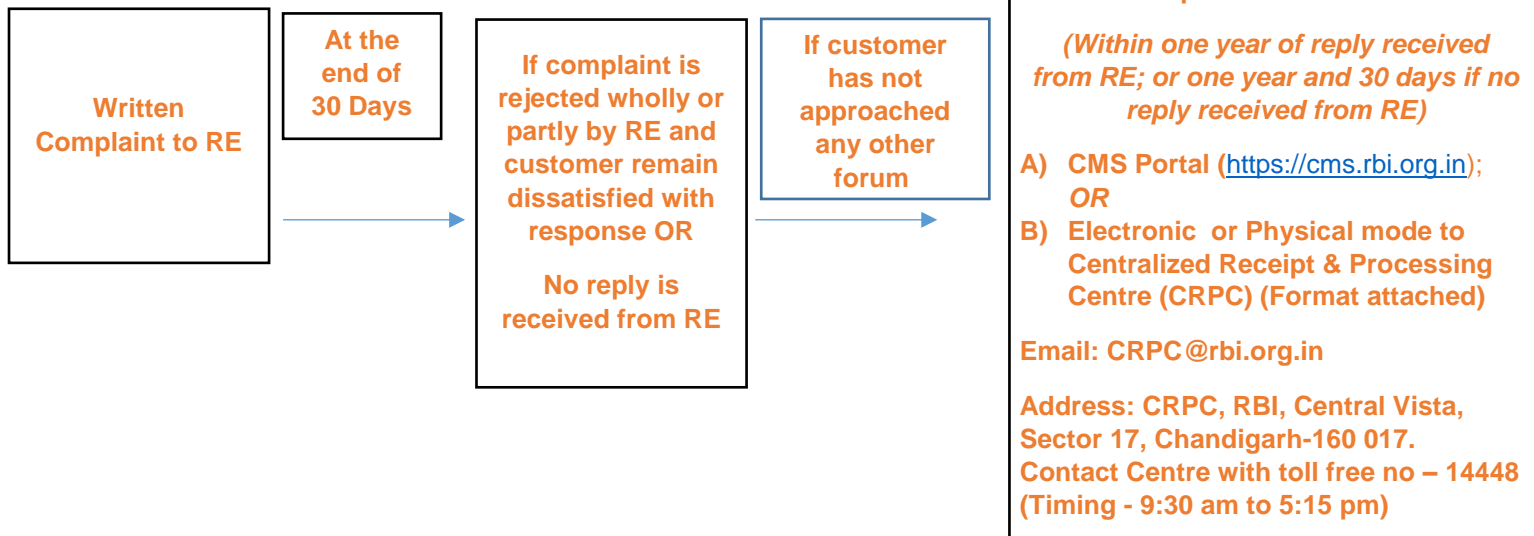 Written
Complaint to RE
At the
end of
30 Days
If complaint is
rejected wholly or
partly by RE and
customer remain
dissatisfied with
response OR
No reply is
received from RE
If customer
has not
approached
any other
forum
(Within one year of reply received
from RE; or one year and 30 days if no
reply received from RE)
A) CMS Portal (https://cms.rbi.org.in);
OR
B) Electronic or Physical mode to
Centralized Receipt & Processing
Centre (CRPC) (Format attached)
Email: CRPC@rbi.org.in
Address: CRPC, RBI, Central Vista,
Sector 17, Chandigarh-160 017.
Contact Centre with toll free no – 14448
(Timing - 9:30 am to 5:15 pm)